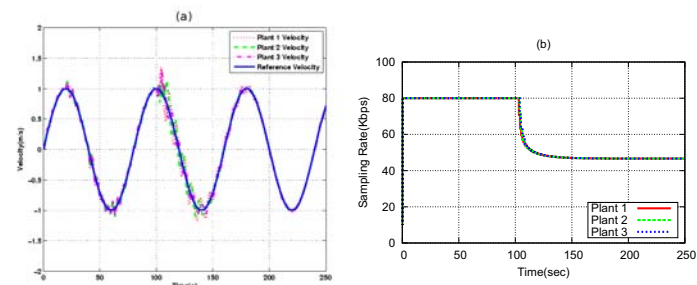 (a)
Plant 1 Velocity
Plant 2 Velocity
Plant 3 Velocity
Reference Velocity
Velocity(m/s)
2
1.5
1
0.5
0
-0.5
-1
-1.5
-2
0 50 100 150 200 250
(b)
Sampling Rate(Kbps)
100
80
60
40
20
0
Plant 1
Plant 2
Plant 3
0 50 100 150 200 250
Time(sec)